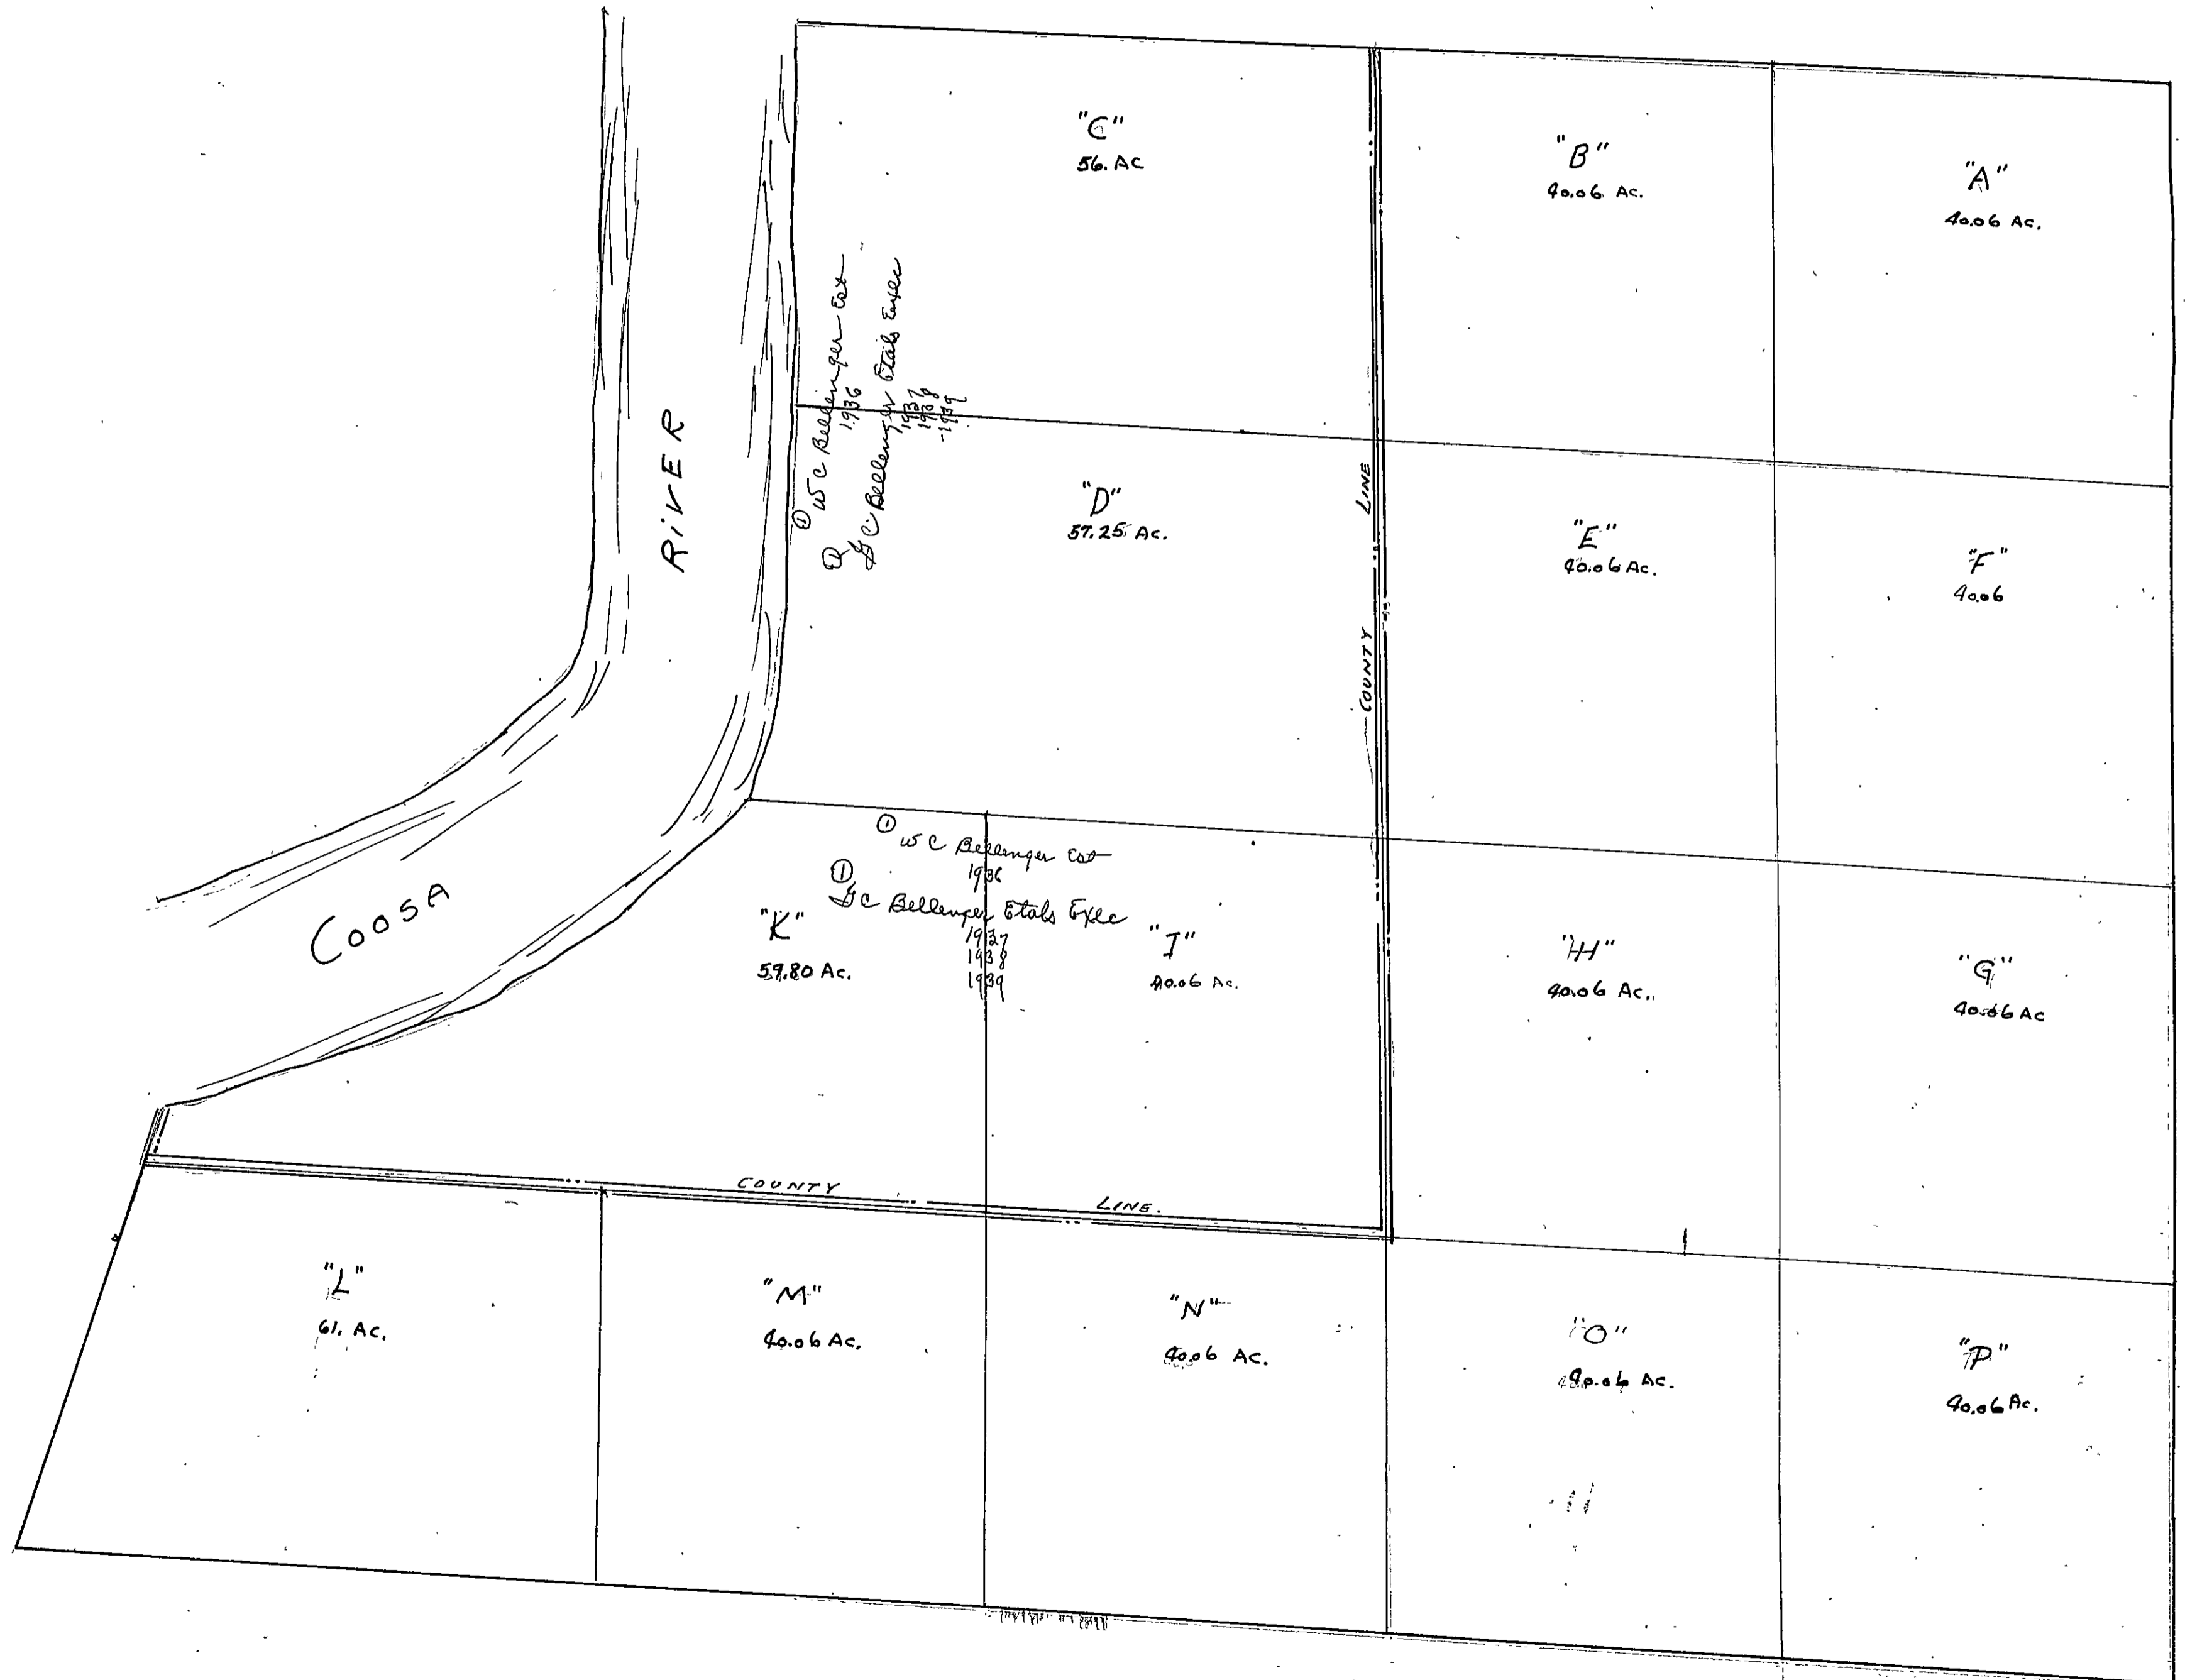 "C"
56. AC
"B"
40.06 AC.
"A"
40.06 AC.
① W C Bellenger Est
1936
① G C Bellenger Etals Exec
1937
1938
1939
RiVER
"D"
57.25 AC.
COUNTY LINE
"E"
40.06 AC.
"F"
40.06
① W C Bellenger Est
1936
① G C Bellenger Etals Exec
1937
1938
1939
COOSA
"K"
59.80 AC.
"I"
40.06 AC.
"H"
40.06 AC.
"G"
40.06 AC
COUNTY LINE.
"L"
61. AC.
"M"
40.06 AC.
"N"
40.06 AC.
"O"
40.06 AC.
"P"
40.06 AC.